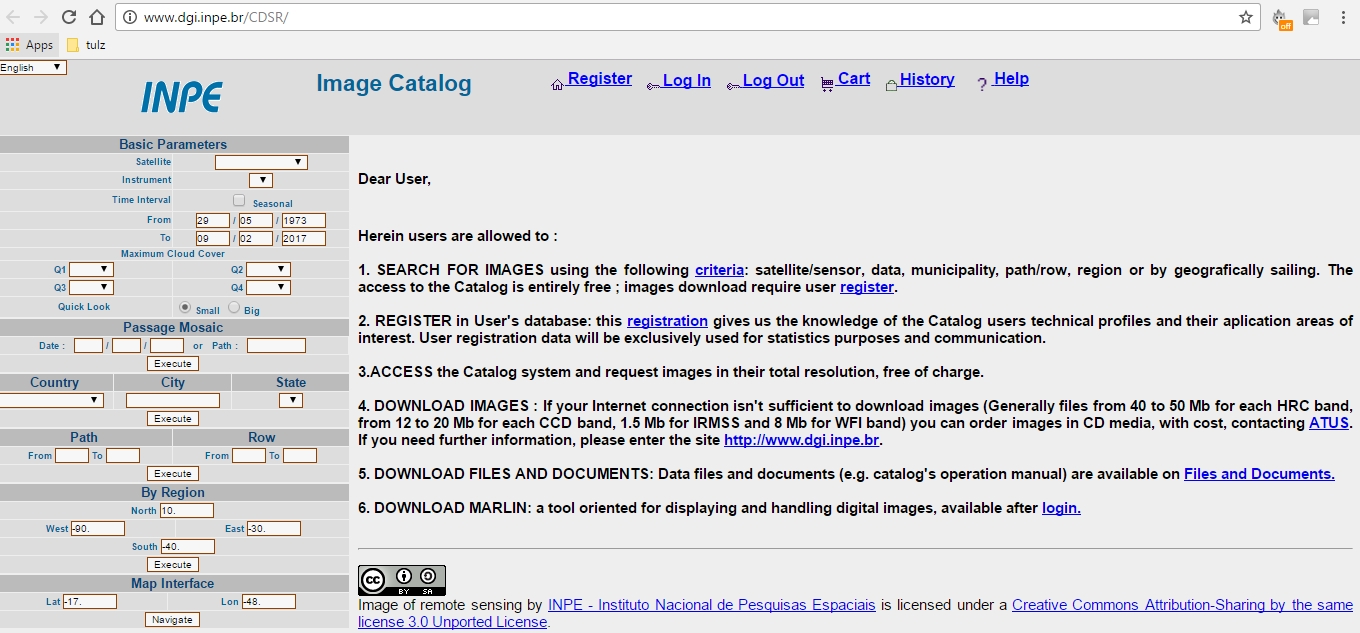 www.dgi.inpe.br/CDSR/
off
Apps tulz
English
INPE
Image Catalog
Register Log In Log Out Cart History ? Help
Basic Parameters
Satellite
Instrument
Time Interval Seasonal
From 29 / 05 / 1973
To 09 / 02 / 2017
Maximum Cloud Cover
Q1 Q2
Q3 Q4
Quick Look Small Big
Passage Mosaic
Date : / / or Path :
Execute
Country City State
Execute
Path Row
From To From To
Execute
By Region
North 10.
West -90. East -30.
South -40.
Execute
Map Interface
Lat -17. Lon -48.
Navigate
Dear User,
Herein users are allowed to :
1. SEARCH FOR IMAGES using the following criteria: satellite/sensor, data, municipality, path/row, region or by geografically sailing. The
access to the Catalog is entirely free ; images download require user register.
2. REGISTER in User's database: this registration gives us the knowledge of the Catalog users technical profiles and their aplication areas of
interest. User registration data will be exclusively used for statistics purposes and communication.
3.ACCESS the Catalog system and request images in their total resolution, free of charge.
4. DOWNLOAD IMAGES : If your Internet connection isn't sufficient to download images (Generally files from 40 to 50 Mb for each HRC band,
from 12 to 20 Mb for each CCD band, 1.5 Mb for IRMSS and 8 Mb for WFI band) you can order images in CD media, with cost, contacting ATUS.
If you need further information, please enter the site http://www.dgi.inpe.br.
5. DOWNLOAD FILES AND DOCUMENTS: Data files and documents (e.g. catalog's operation manual) are available on Files and Documents.
6. DOWNLOAD MARLIN: a tool oriented for displaying and handling digital images, available after login.
cc BY SA
Image of remote sensing by INPE - Instituto Nacional de Pesquisas Espaciais is licensed under a Creative Commons Attribution-Sharing by the same
license 3.0 Unported License.